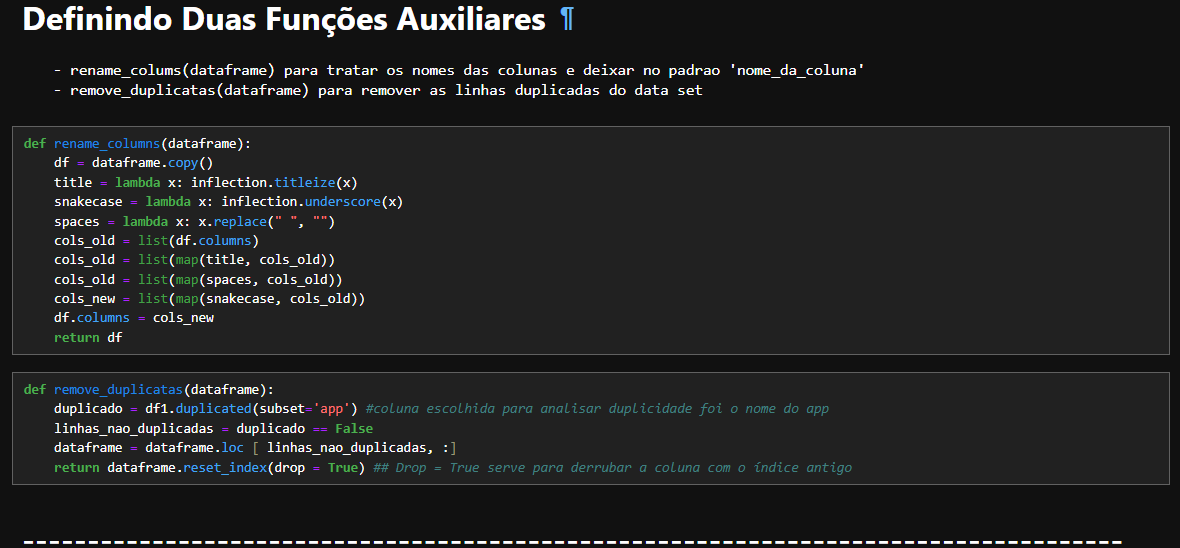 Definindo Duas Funções Auxiliares ¶
- rename_colums(dataframe) para tratar os nomes das colunas e deixar no padrao 'nome_da_coluna'
- remove_duplicatas(dataframe) para remover as linhas duplicadas do data set
def rename_columns(dataframe):
    df = dataframe.copy()
    title = lambda x: inflection.titleize(x)
    snakecase = lambda x: inflection.underscore(x)
    spaces = lambda x: x.replace(" ", "")
    cols_old = list(df.columns)
    cols_old = list(map(title, cols_old))
    cols_old = list(map(spaces, cols_old))
    cols_new = list(map(snakecase, cols_old))
    df.columns = cols_new
    return df
def remove_duplicatas(dataframe):
    duplicado = df1.duplicated(subset='app') #coluna escolhida para analisar duplicidade foi o nome do app
    linhas_nao_duplicadas = duplicado == False
    dataframe = dataframe.loc [ linhas_nao_duplicadas, :]
    return dataframe.reset_index(drop = True) ## Drop = True serve para derrubar a coluna com o índice antigo